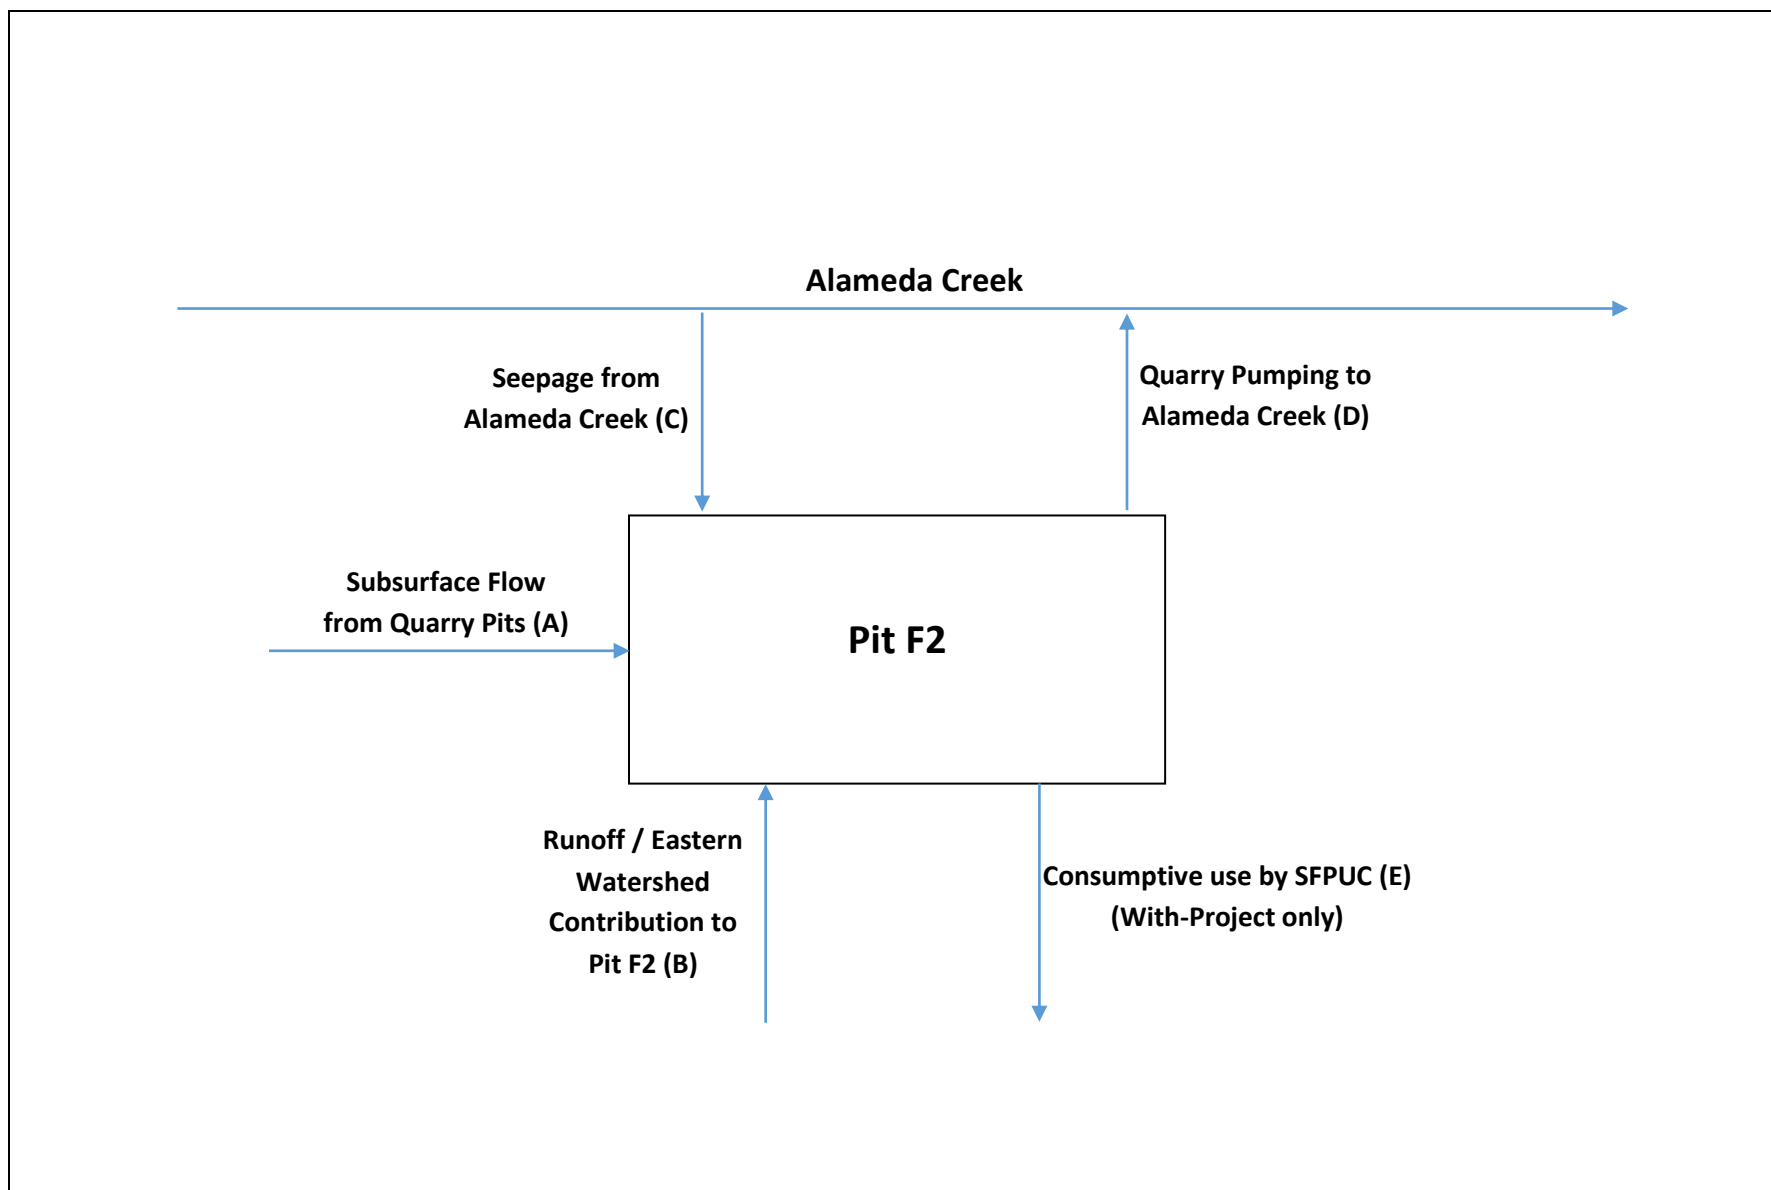 Alameda Creek
Seepage from
Alameda Creek (C)
Quarry Pumping to
Alameda Creek (D)
Subsurface Flow
from Quarry Pits (A)
Pit F2
Runoff / Eastern
Watershed
Contribution to
Pit F2 (B)
Consumptive use by SFPUC (E)
(With-Project only)